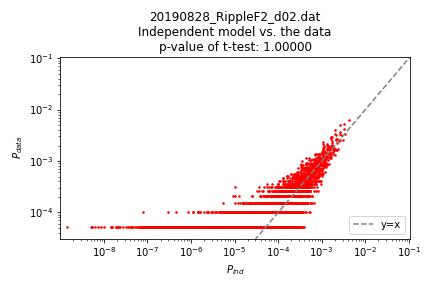 20190828_RippleF2_d02.dat
Independent model vs. the data
p-value of t-test: 1.00000
10⁻¹
10⁻²
10⁻³
10⁻⁴
P_data
10⁻⁸ 10⁻⁷ 10⁻⁶ 10⁻⁵ 10⁻⁴ 10⁻³ 10⁻² 10⁻¹
P_ind
y=x